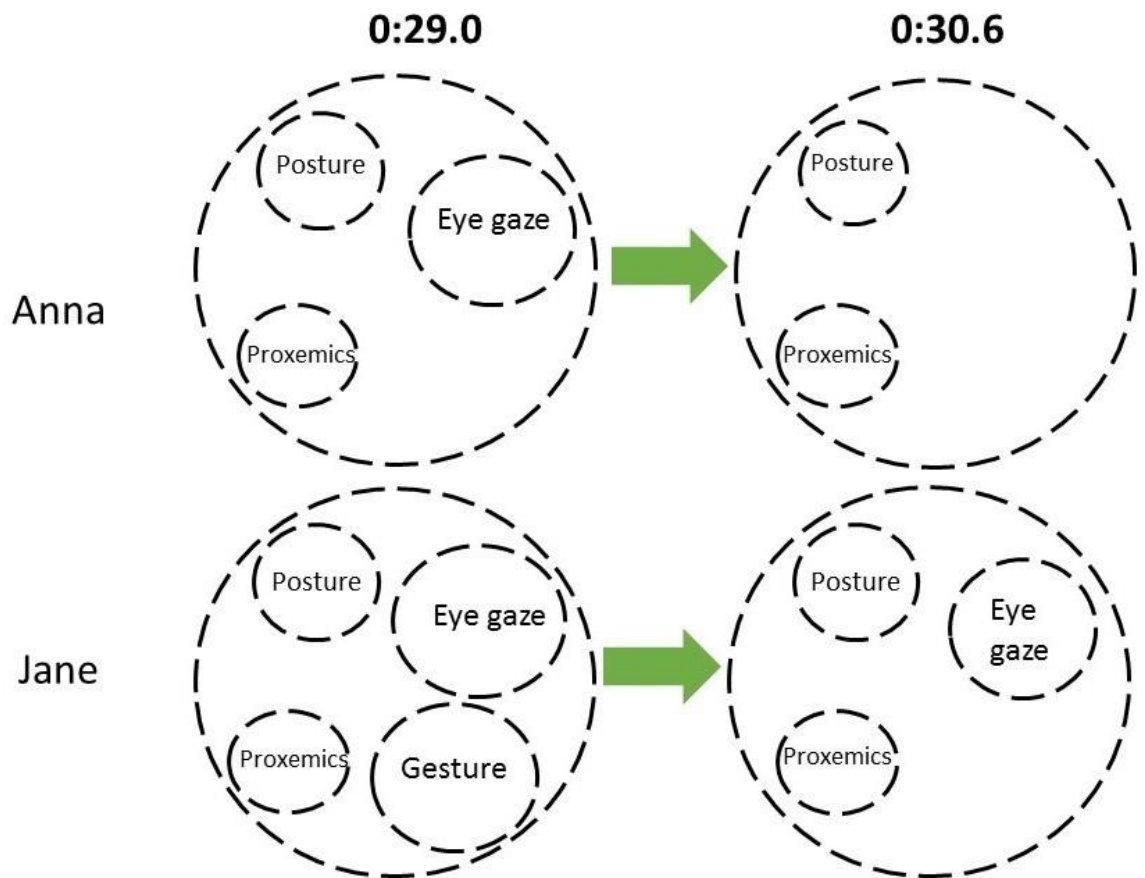 0:29.0
0:30.6
Anna
Posture
Eye gaze
Proxemics
Posture
Proxemics
Jane
Posture
Eye gaze
Proxemics
Gesture
Posture
Eye
gaze
Proxemics